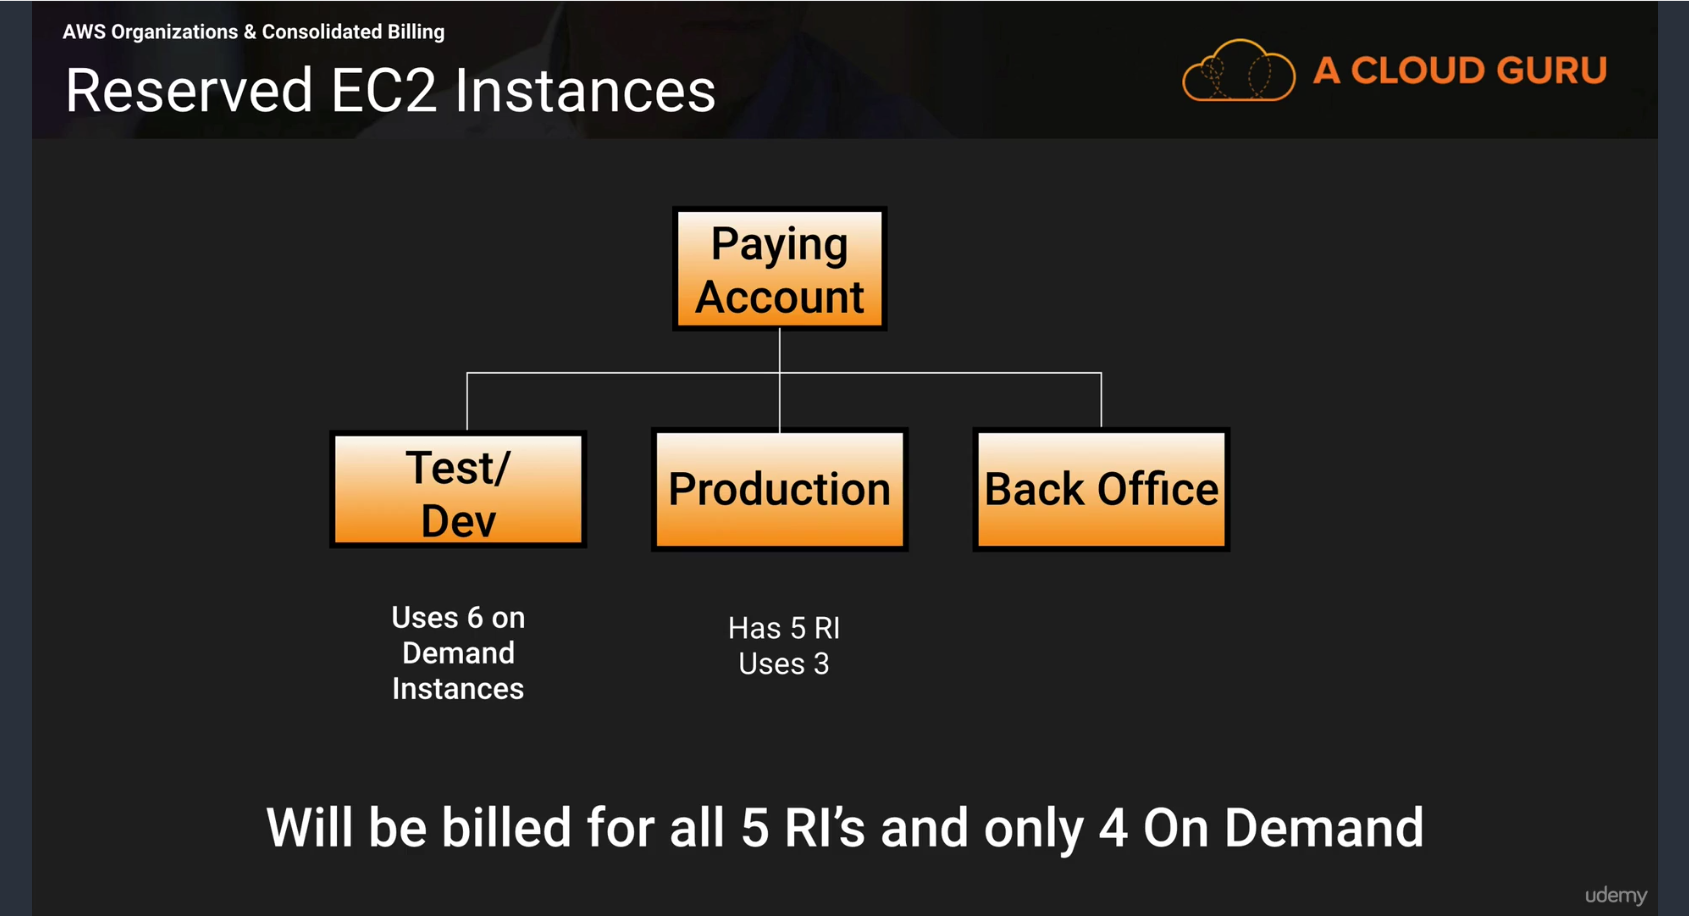 AWS Organizations & Consolidated Billing
Reserved EC2 Instances
A CLOUD GURU
Paying
Account
Test/
Dev
Production
Back Office
Uses 6 on
Demand
Instances
Has 5 RI
Uses 3
Will be billed for all 5 RI’s and only 4 On Demand
udemy